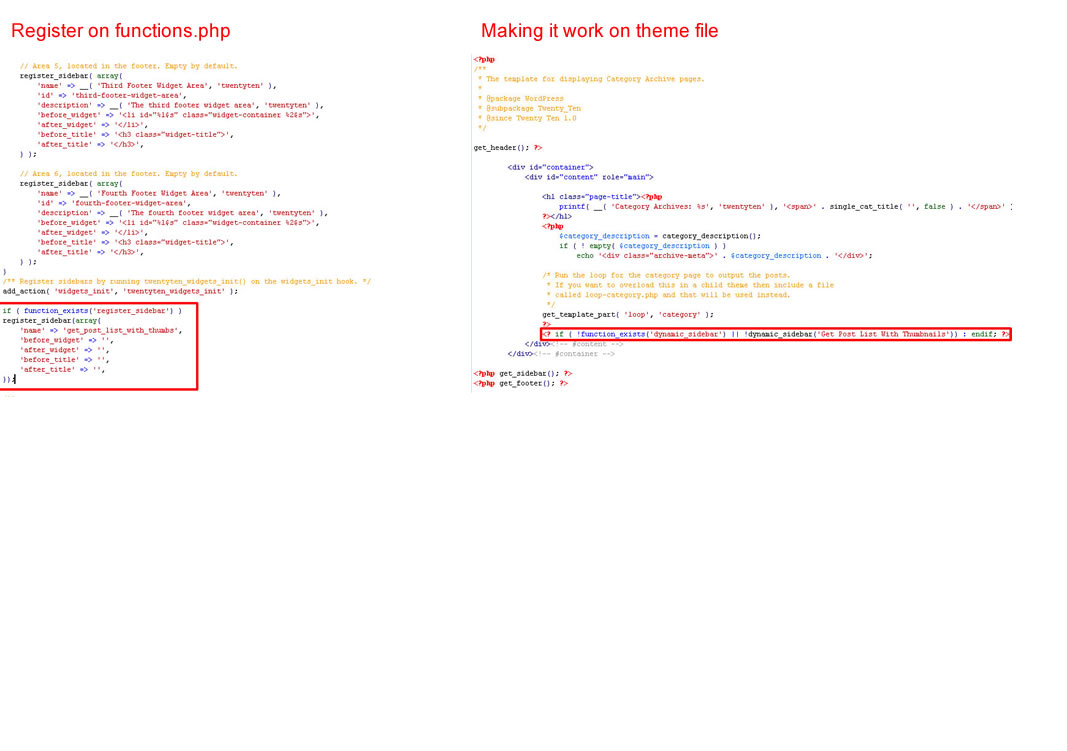 Register on functions.php
// Area 5, located in the footer. Empty by default.
register_sidebar( array(
'name' => __( 'Third Footer Widget Area', 'twentyten' ),
'id' => 'third-footer-widget-area',
'description' => __( 'The third footer widget area', 'twentyten' ),
'before_widget' => '<li id="%1$s" class="widget-container %2$s">',
'after_widget' => '</li>',
'before_title' => '<h3 class="widget-title">',
'after_title' => '</h3>',
) );
// Area 6, located in the footer. Empty by default.
register_sidebar( array(
'name' => __( 'Fourth Footer Widget Area', 'twentyten' ),
'id' => 'fourth-footer-widget-area',
'description' => __( 'The fourth footer widget area', 'twentyten' ),
'before_widget' => '<li id="%1$s" class="widget-container %2$s">',
'after_widget' => '</li>',
'before_title' => '<h3 class="widget-title">',
'after_title' => '</h3>',
) );
}
/** Register sidebars by running twentyten_widgets_init() on the widgets_init hook. */
add_action( 'widgets_init', 'twentyten_widgets_init' );
if ( function_exists('register_sidebar') )
register_sidebar(array(
'name' => 'get_post_list_with_thumbs',
'before_widget' => '',
'after_widget' => '',
'before_title' => '',
'after_title' => '',
));
Making it work on theme file
<?php
/**
* The template for displaying Category Archive pages.
*
* @package WordPress
* @subpackage Twenty_Ten
* @since Twenty Ten 1.0
*/
get_header(); ?>
<div id="container">
<div id="content" role="main">
<h1 class="page-title"><?php
printf( __( 'Category Archives: %s', 'twentyten' ), '<span>' . single_cat_title( '', false ) . '</span>' )
?></h1>
<?php
$category_description = category_description();
if ( ! empty( $category_description ) )
echo '<div class="archive-meta">' . $category_description . '</div>';
/* Run the loop for the category page to output the posts.
* If you want to overload this in a child theme then include a file
* called loop-category.php and that will be used instead.
*/
get_template_part( 'loop', 'category' );
?>
<? if ( !function_exists('dynamic_sidebar') || !dynamic_sidebar('Get Post List With Thumbnails')) : endif; ?>
</div><!-- #content -->
</div><!-- #container -->
<?php get_sidebar(); ?>
<?php get_footer(); ?>